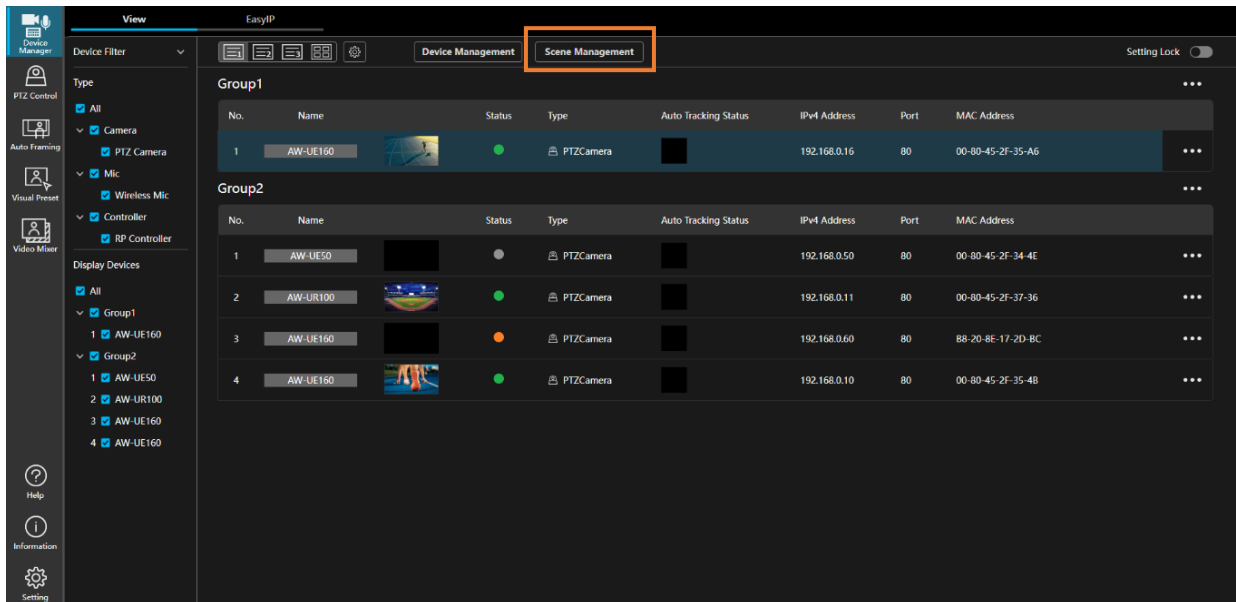 View
EasyIP
Device Manager
PTZ Control
Auto Framing
Visual Preset
Video Mixer
Help
Information
Setting
Device Filter
Type
All
Camera
PTZ Camera
Mic
Wireless Mic
Controller
RP Controller
Display Devices
All
Group1
1 AW-UE160
Group2
1 AW-UE50
2 AW-UR100
3 AW-UE160
4 AW-UE160
1 2 3 Device Management Scene Management Setting Lock
Group1
No. Name Status Type Auto Tracking Status IPv4 Address Port MAC Address
1 AW-UE160 PTZCamera 192.168.0.16 80 00-80-45-2F-35-A6
Group2
No. Name Status Type Auto Tracking Status IPv4 Address Port MAC Address
1 AW-UE50 PTZCamera 192.168.0.50 80 00-80-45-2F-34-4E
2 AW-UR100 PTZCamera 192.168.0.11 80 00-80-45-2F-37-36
3 AW-UE160 PTZCamera 192.168.0.60 80 B8-20-8E-17-2D-BC
4 AW-UE160 PTZCamera 192.168.0.10 80 00-80-45-2F-35-4B